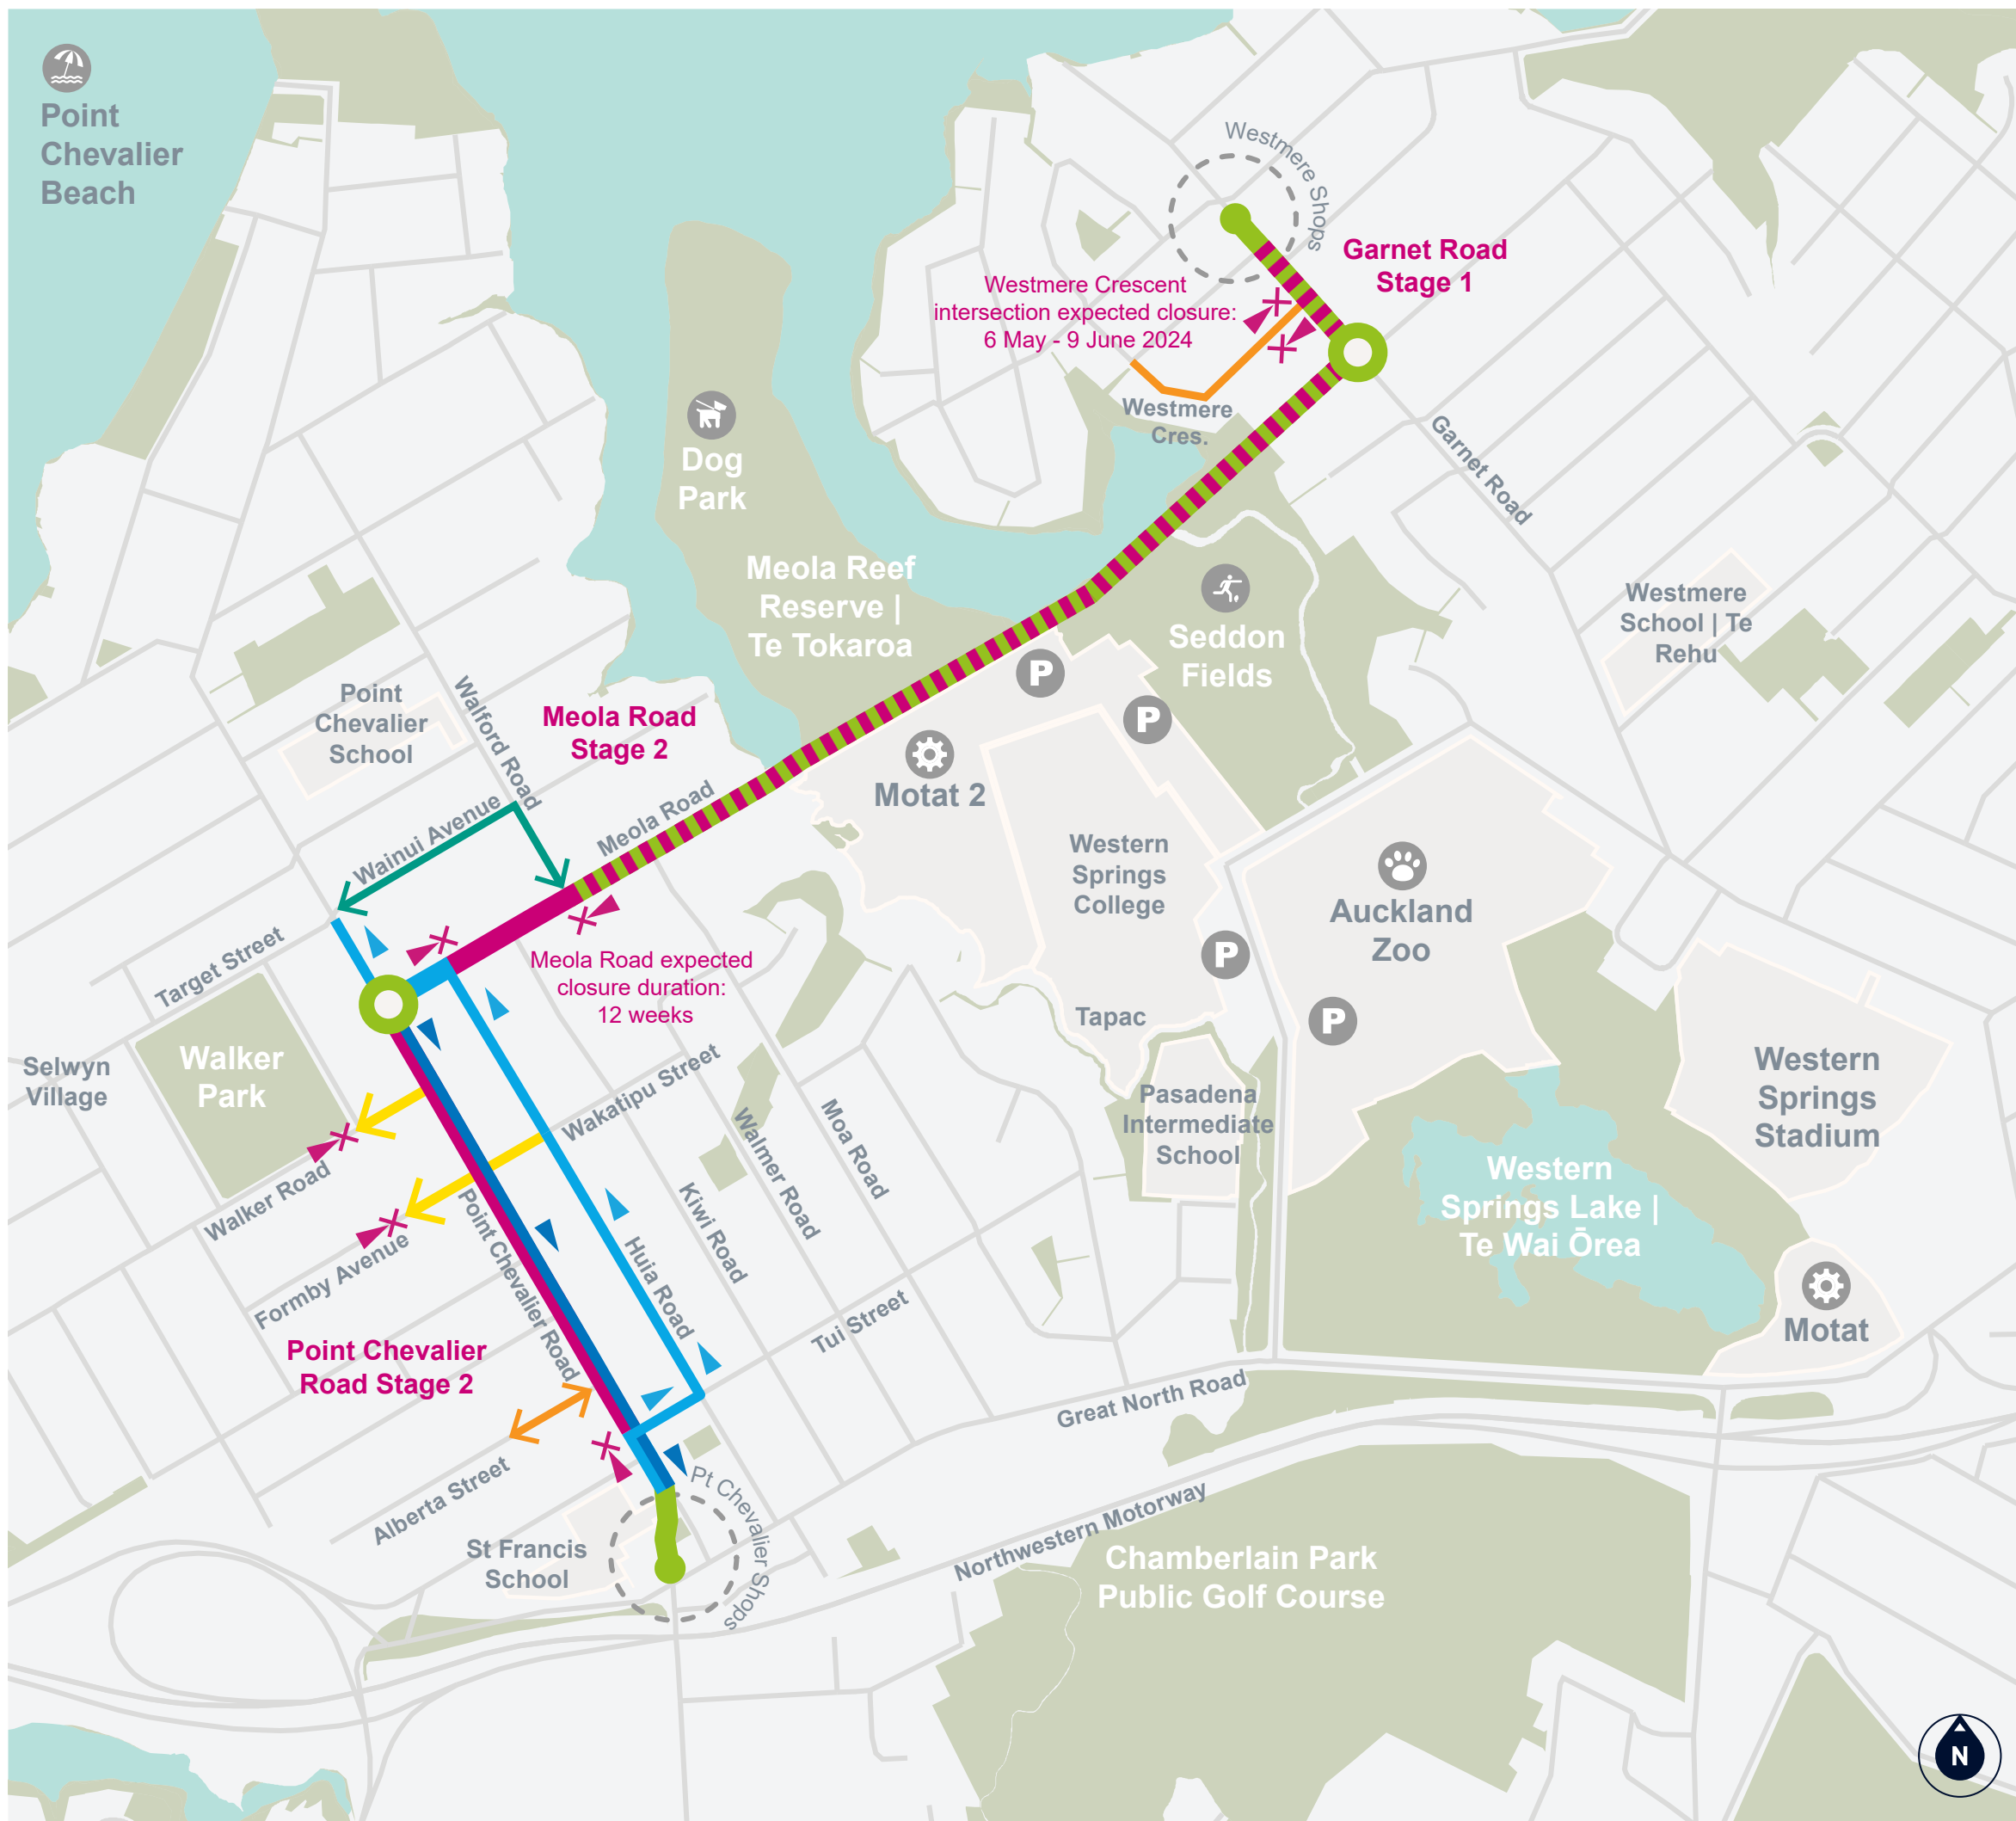 Point
Chevalier
Beach
Westmere Shops
Garnet Road
Stage 1
Westmere Crescent
intersection expected closure:
6 May - 9 June 2024
Westmere
Cres.
Garnet Road
Dog
Park
Meola Reef
Reserve |
Te Tokaroa
Seddon
Fields
Westmere
School | Te
Rehu
Point
Chevalier
School
Walford Road
Meola Road
Stage 2
P
P
Motat 2
Meola Road
Wainui Avenue
Western
Springs
College
Auckland
Zoo
Target Street
P
Meola Road expected
closure duration:
12 weeks
P
Tapac
Selwyn
Village
Walker
Park
Wakatipu Street
Walmer Road
Moa Road
Pasadena
Intermediate
School
Western
Springs
Stadium
Walker Road
Western
Springs Lake |
Te Wai Ōrea
Kiwi Road
Point Chevalier Road
Huia Road
Formby Avenue
Tui Street
Motat
Point Chevalier
Road Stage 2
Great North Road
Alberta Street
Pt Chevalier Shops
St Francis
School
Northwestern Motorway
Chamberlain Park
Public Golf Course
N